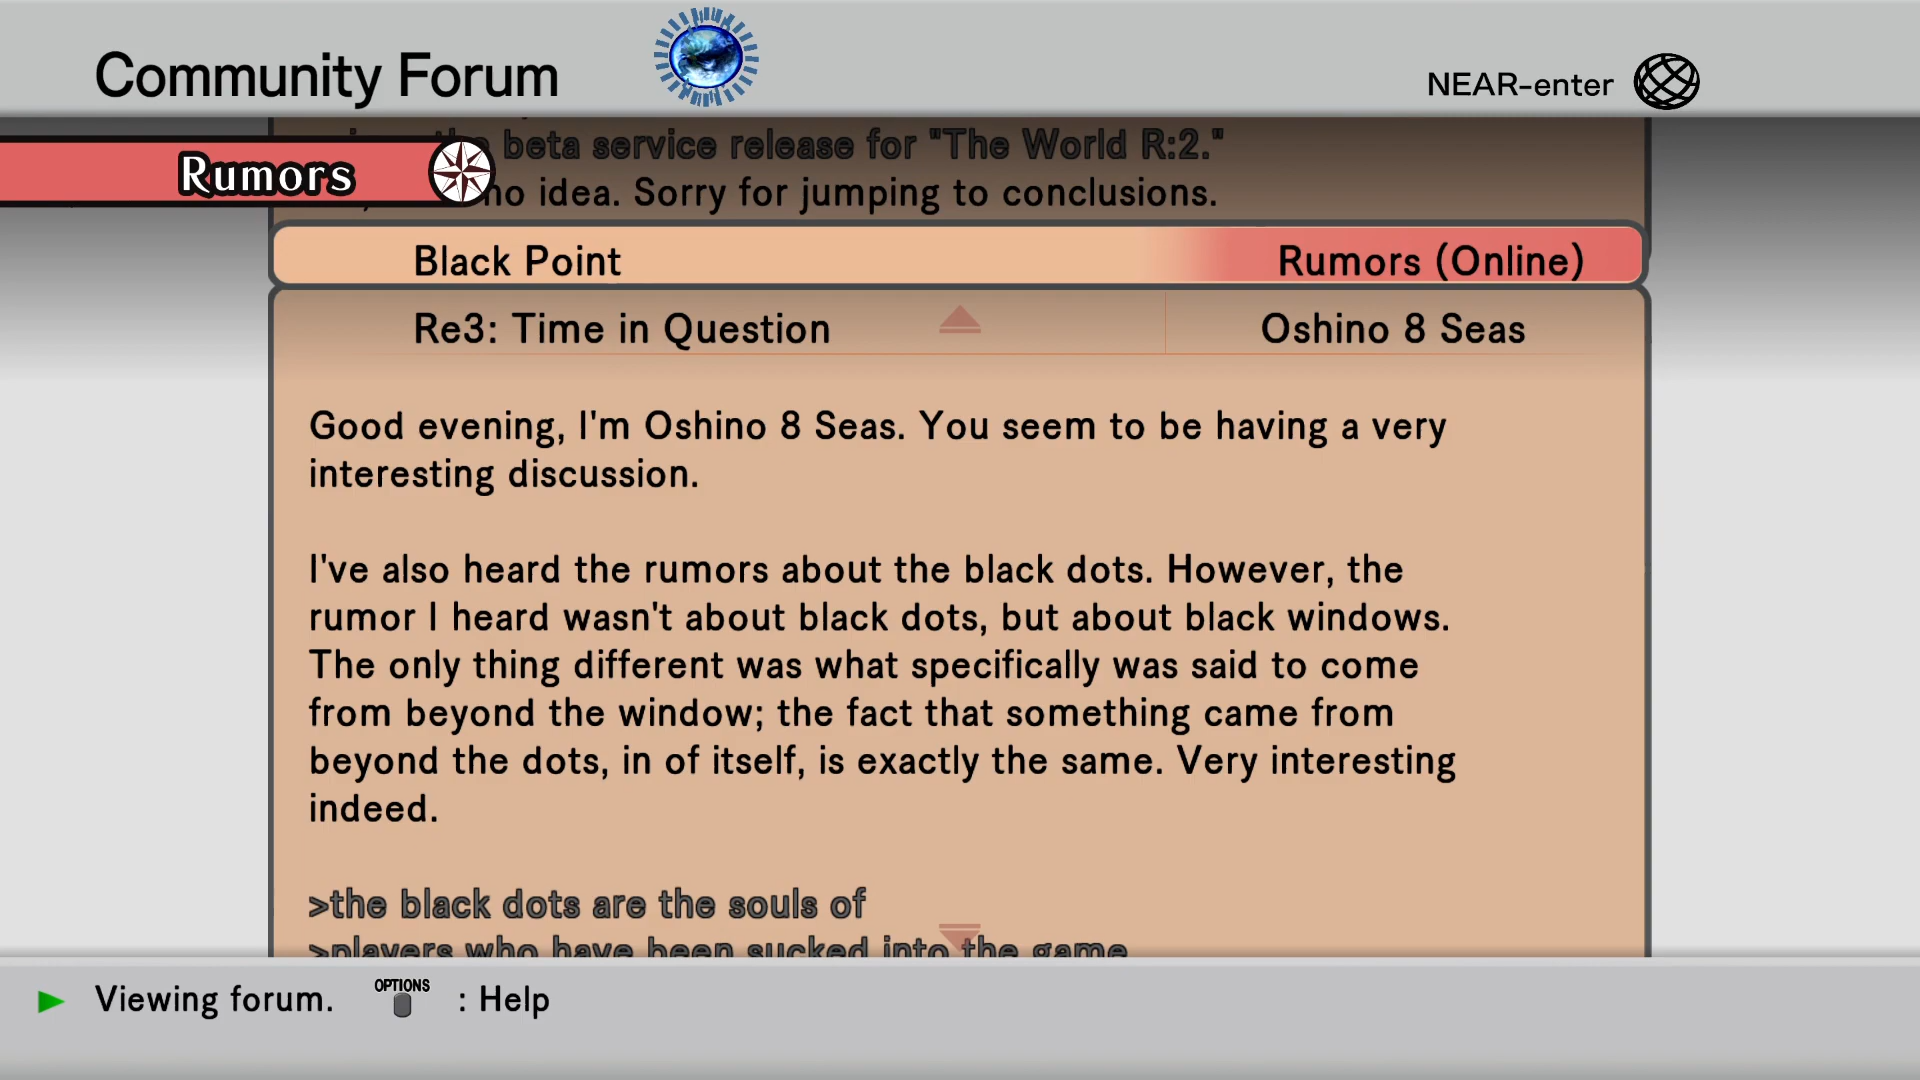 Community Forum
NEAR-enter
beta service release for "The World R:2."
Rumors
no idea. Sorry for jumping to conclusions.
Black Point
Rumors (Online)
Re3: Time in Question
Oshino 8 Seas
Good evening, I'm Oshino 8 Seas. You seem to be having a very
interesting discussion.
I've also heard the rumors about the black dots. However, the
rumor I heard wasn't about black dots, but about black windows.
The only thing different was what specifically was said to come
from beyond the window; the fact that something came from
beyond the dots, in of itself, is exactly the same. Very interesting
indeed.
>the black dots are the souls of
>players who have been sucked into the game
Viewing forum.
OPTIONS
: Help